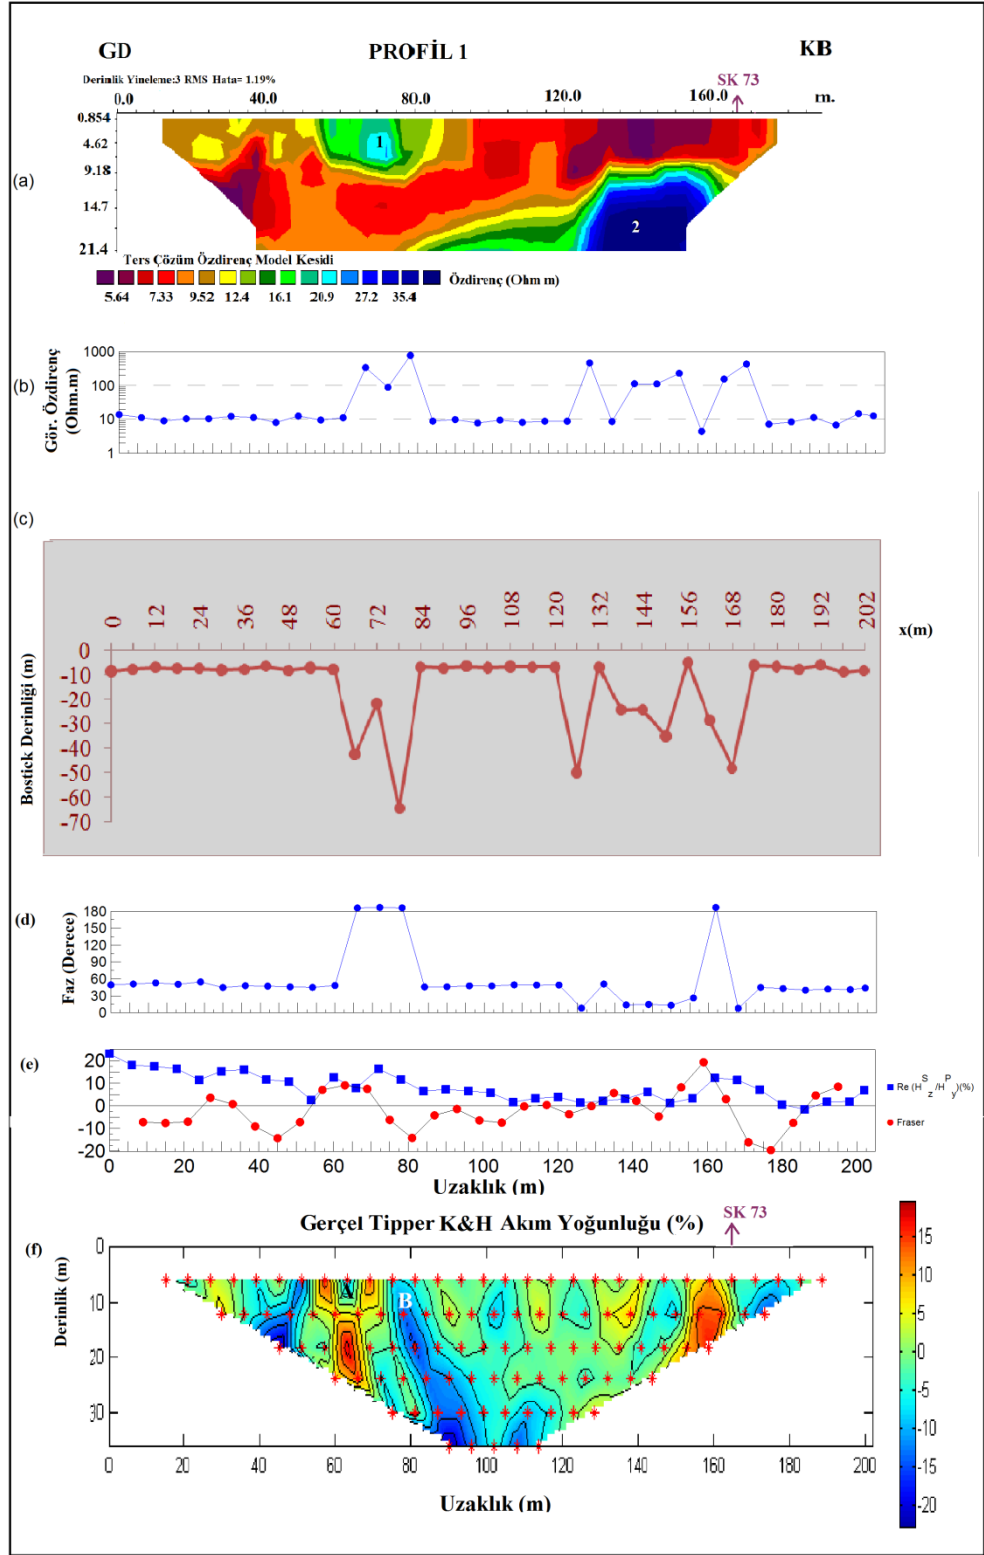 GD PROFİL 1 KB
Derinlik Yineleme:3 RMS Hata= 1.19%
SK 73
0.0 40.0 80.0 120.0 160.0 m.
(a)
0.854
4.62
9.18
14.7
21.4
1
2
Ters Çözüm Özdirenç Model Kesidi
Özdirenç (Ohm m)
5.64 7.33 9.52 12.4 16.1 20.9 27.2 35.4
(b)
Gör. Özdirenç
(Ohm.m)
1000
100
10
1
(c)
0 12 24 36 48 60 72 84 96 108 120 132 144 156 168 180 192 202
x(m)
Bostick Derinliği (m)
0
-10
-20
-30
-40
-50
-60
-70
(d)
Faz (Derece)
180
150
120
90
60
30
0
(e)
20
10
0
-10
-20
Re (H S z /H P y )(%)
Fraser
0 20 40 60 80 100 120 140 160 180 200
Uzaklık (m)
Gerçel Tipper K&H Akım Yoğunluğu (%)
SK 73
(f)
Derinlik (m)
0
10
20
30
A
B
0 20 40 60 80 100 120 140 160 180 200
Uzaklık (m)
15
10
5
0
-5
-10
-15
-20